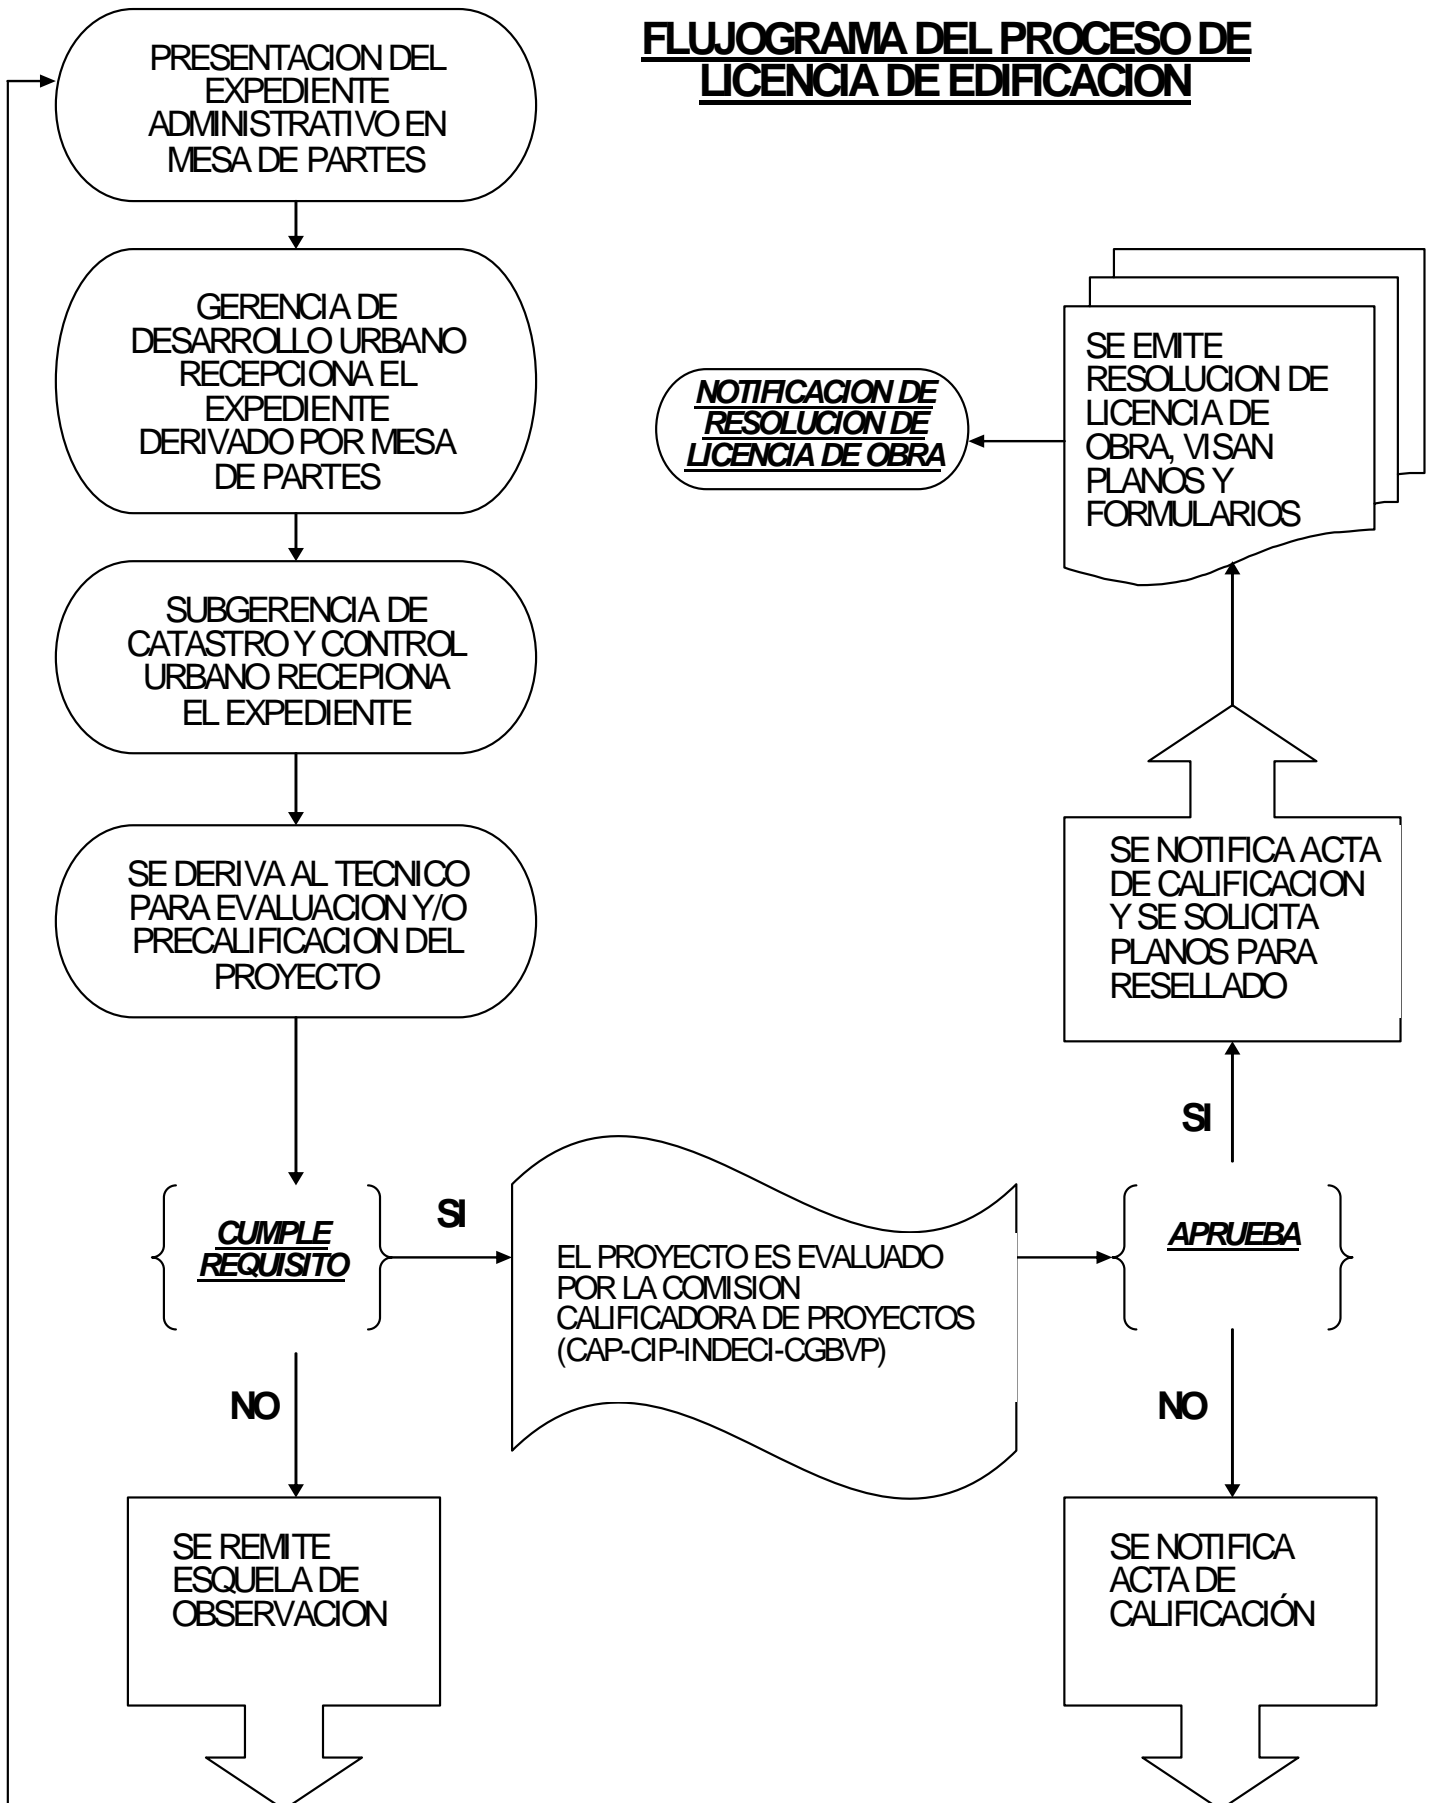 FLUJOGRAMA DEL PROCESO DE
LICENCIA DE EDIFICACION
PRESENTACION DEL
EXPEDIENTE
ADMINISTRATIVO EN
MESA DE PARTES
GERENCIA DE
DESARROLLO URBANO
RECEPCIONA EL
EXPEDIENTE
DERIVADO POR MESA
DE PARTES
SUBGERENCIA DE
CATASTRO Y CONTROL
URBANO RECEPIONA
EL EXPEDIENTE
SE DERIVA AL TECNICO
PARA EVALUACION Y/O
PRECALIFICACION DEL
PROYECTO
CUMPLE
REQUISITO
SI
NO
SE REMITE
ESQUELA DE
OBSERVACION
EL PROYECTO ES EVALUADO
POR LA COMISION
CALIFICADORA DE PROYECTOS
(CAP-CIP-INDECI-CGBVP)
APRUEBA
NO
SE NOTIFICA
ACTA DE
CALIFICACIÓN
SI
SE NOTIFICA ACTA
DE CALIFICACION
Y SE SOLICITA
PLANOS PARA
RESELLADO
SE EMITE
RESOLUCION DE
LICENCIA DE
OBRA, VISAN
PLANOS Y
FORMULARIOS
NOTIFICACION DE
RESOLUCION DE
LICENCIA DE OBRA